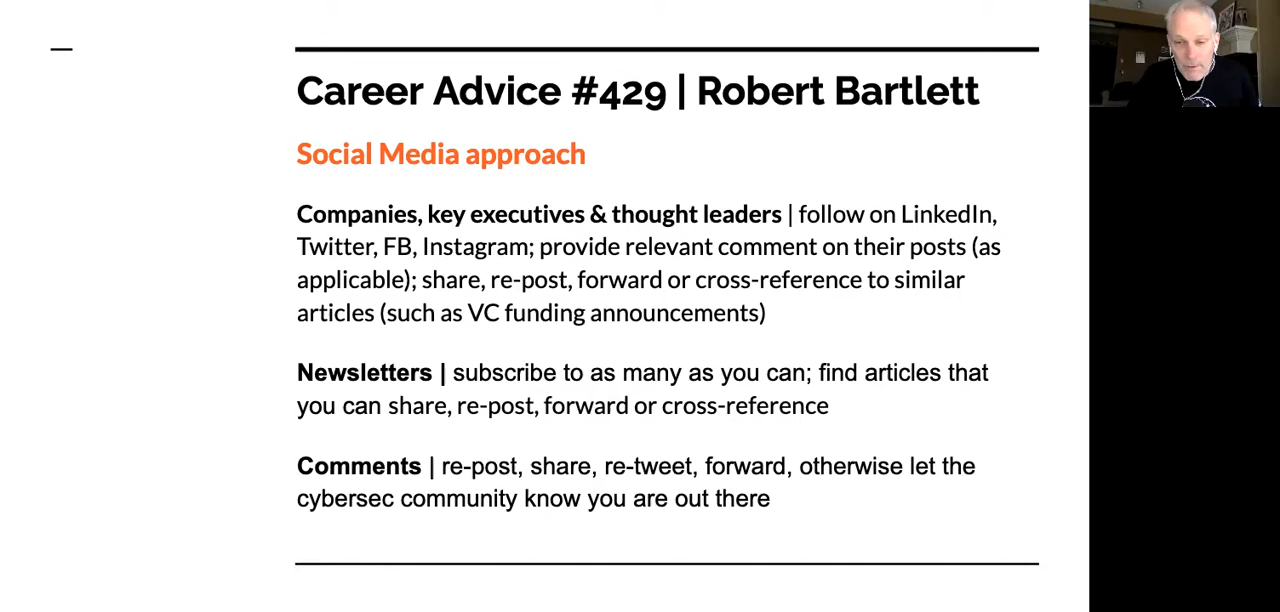 Career Advice #429 | Robert Bartlett
Social Media approach
Companies, key executives & thought leaders | follow on LinkedIn,
Twitter, FB, Instagram; provide relevant comment on their posts (as
applicable); share, re-post, forward or cross-reference to similar
articles (such as VC funding announcements)
Newsletters | subscribe to as many as you can; find articles that
you can share, re-post, forward or cross-reference
Comments | re-post, share, re-tweet, forward, otherwise let the
cybersec community know you are out there